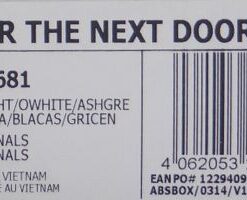 R THE NEXT DOOR
681
HT/OWHITE/ASHGRE
A/BLACAS/GRICEN
NALS
NALS
VIETNAM
E AU VIETNAM
4 062053
EAN PO# 1229409
ABSBOX/0314/V1